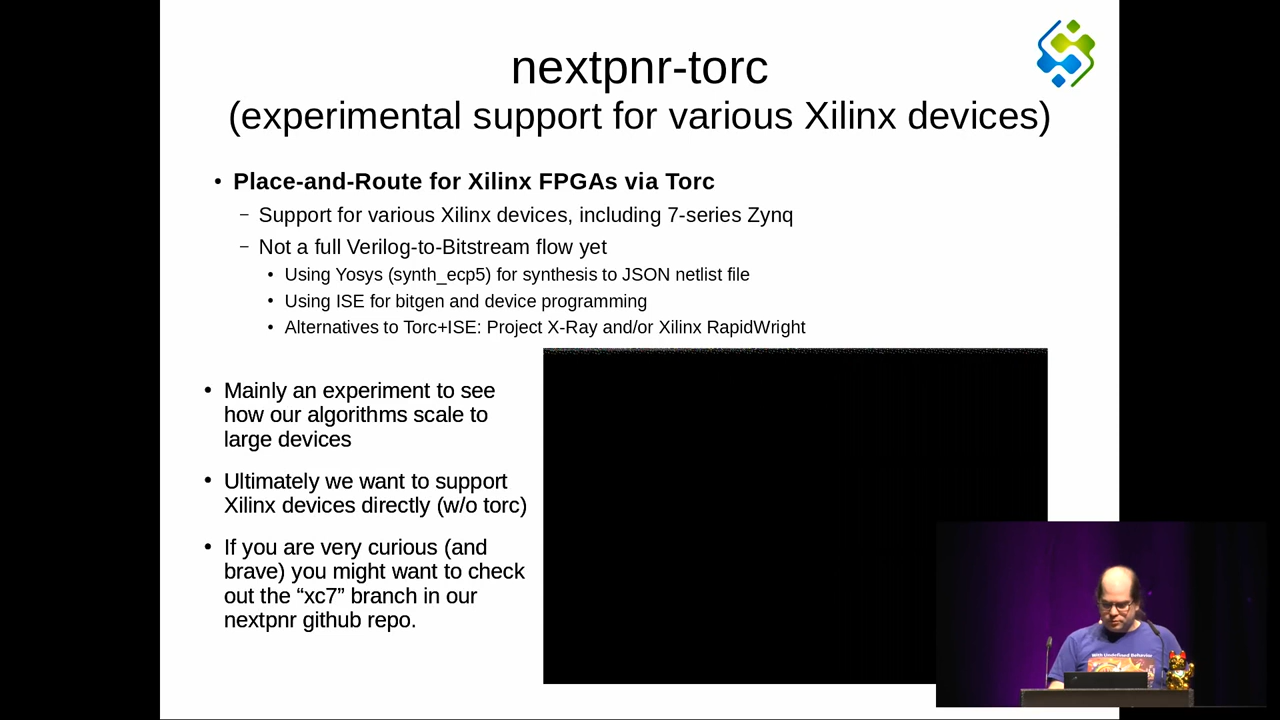 nextpnr-torc
(experimental support for various Xilinx devices)
• Place-and-Route for Xilinx FPGAs via Torc
– Support for various Xilinx devices, including 7-series Zynq
– Not a full Verilog-to-Bitstream flow yet
• Using Yosys (synth_ecp5) for synthesis to JSON netlist file
• Using ISE for bitgen and device programming
• Alternatives to Torc+ISE: Project X-Ray and/or Xilinx RapidWright
• Mainly an experiment to see
how our algorithms scale to
large devices
• Ultimately we want to support
Xilinx devices directly (w/o torc)
• If you are very curious (and
brave) you might want to check
out the “xc7” branch in our
nextpnr github repo.
With Undefined Behavior